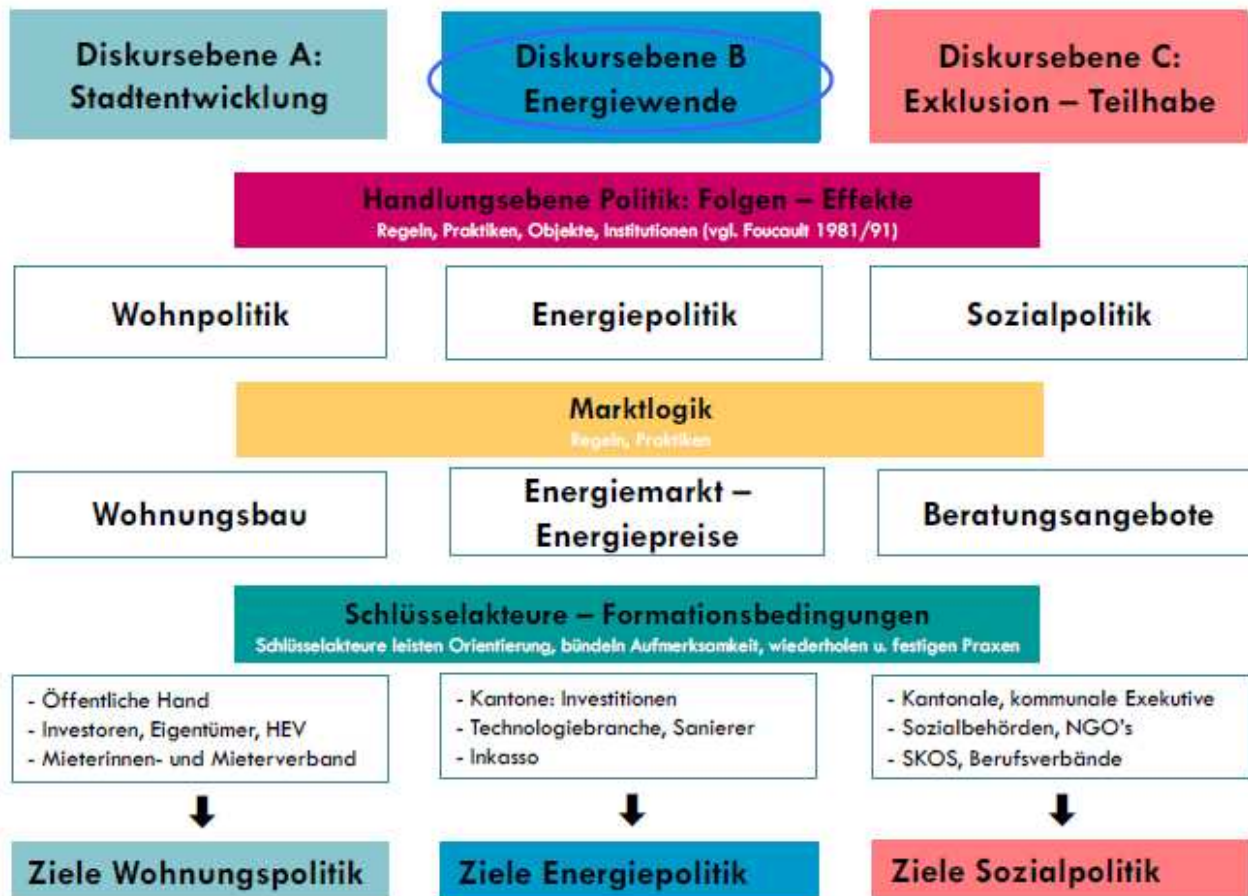 Diskursebene A:
Stadtentwicklung
Diskursebene B
Energiewende
Diskursebene C:
Exklusion – Teilhabe
Handlungsebene Politik: Folgen – Effekte
Regeln, Praktiken, Objekte, Institutionen (vgl. Foucault 1981/91)
Wohnpolitik
Energiepolitik
Sozialpolitik
Marktlogik
Regeln, Praktiken
Wohnungsbau
Energiemarkt –
Energiepreise
Beratungsangebote
Schlüsselakteure – Formationsbedingungen
Schlüsselakteure leisten Orientierung, bündeln Aufmerksamkeit, wiederholen u. festigen Praxen
- Öffentliche Hand
- Investoren, Eigentümer, HEV
- Mieterinnen- und Mieterverband
- Kantone: Investitionen
- Technologiebranche, Sanierer
- Inkasso
- Kantonale, kommunale Exekutive
- Sozialbehörden, NGO's
- SKOS, Berufsverbände
Ziele Wohnungspolitik
Ziele Energiepolitik
Ziele Sozialpolitik